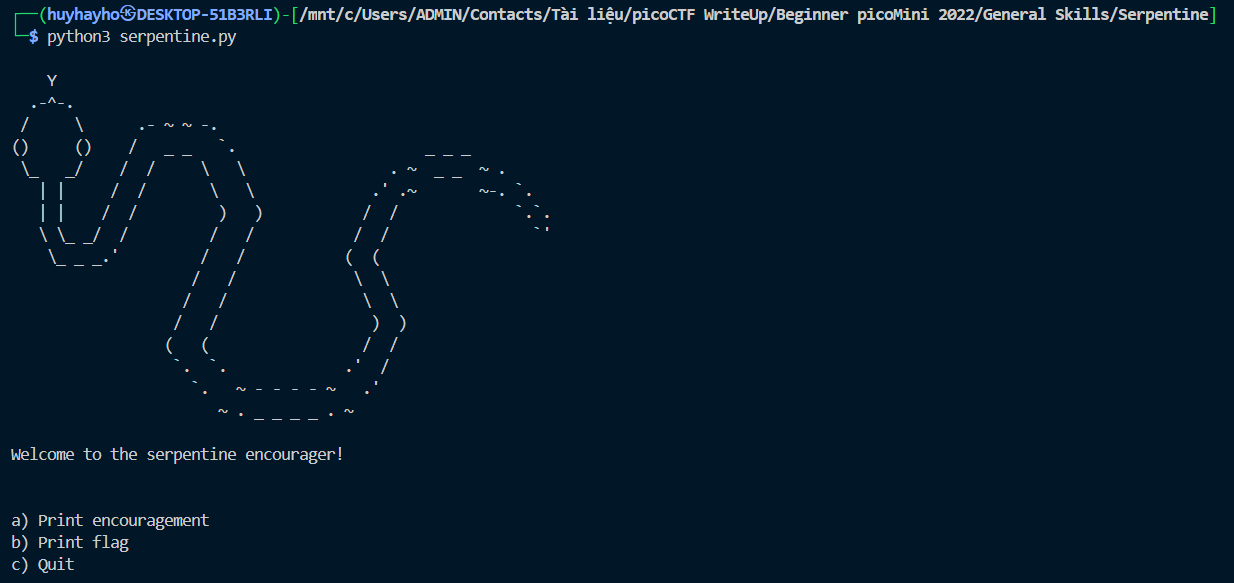 ┌──(huyhayho㉿DESKTOP-51B3RLI)-[/mnt/c/Users/ADMIN/Contacts/Tài liệu/picoCTF WriteUp/Beginner picoMini 2022/General Skills/Serpentine]
└─$ python3 serpentine.py
Y
Welcome to the serpentine encourager!
a) Print encouragement
b) Print flag
c) Quit